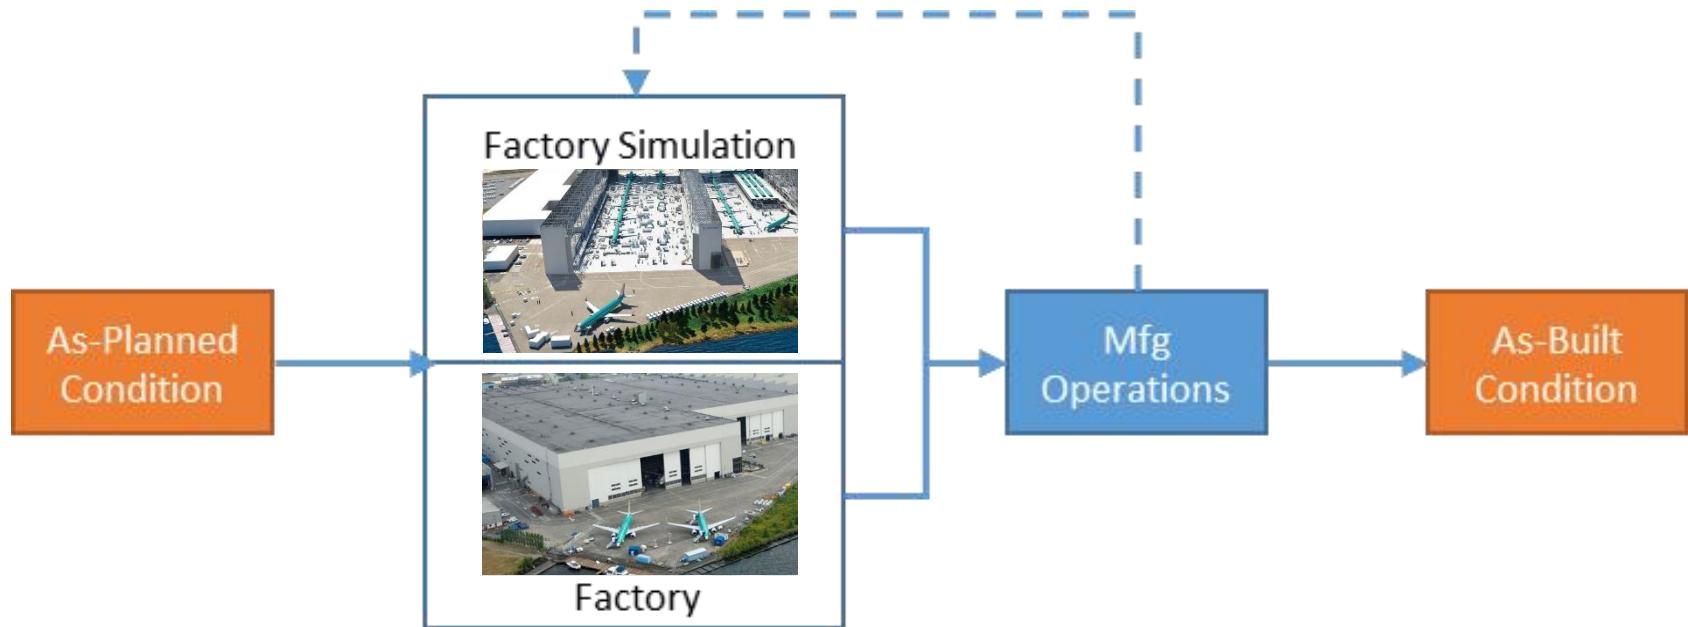 Factory Simulation
As-Planned
Condition
Mfg
Operations
As-Built
Condition
Factory